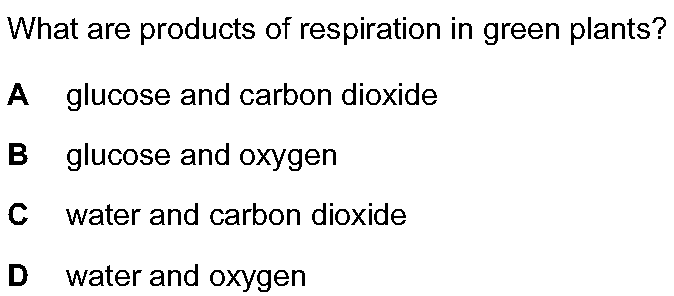 What are products of respiration in green plants?
A glucose and carbon dioxide
B glucose and oxygen
C water and carbon dioxide
D water and oxygen